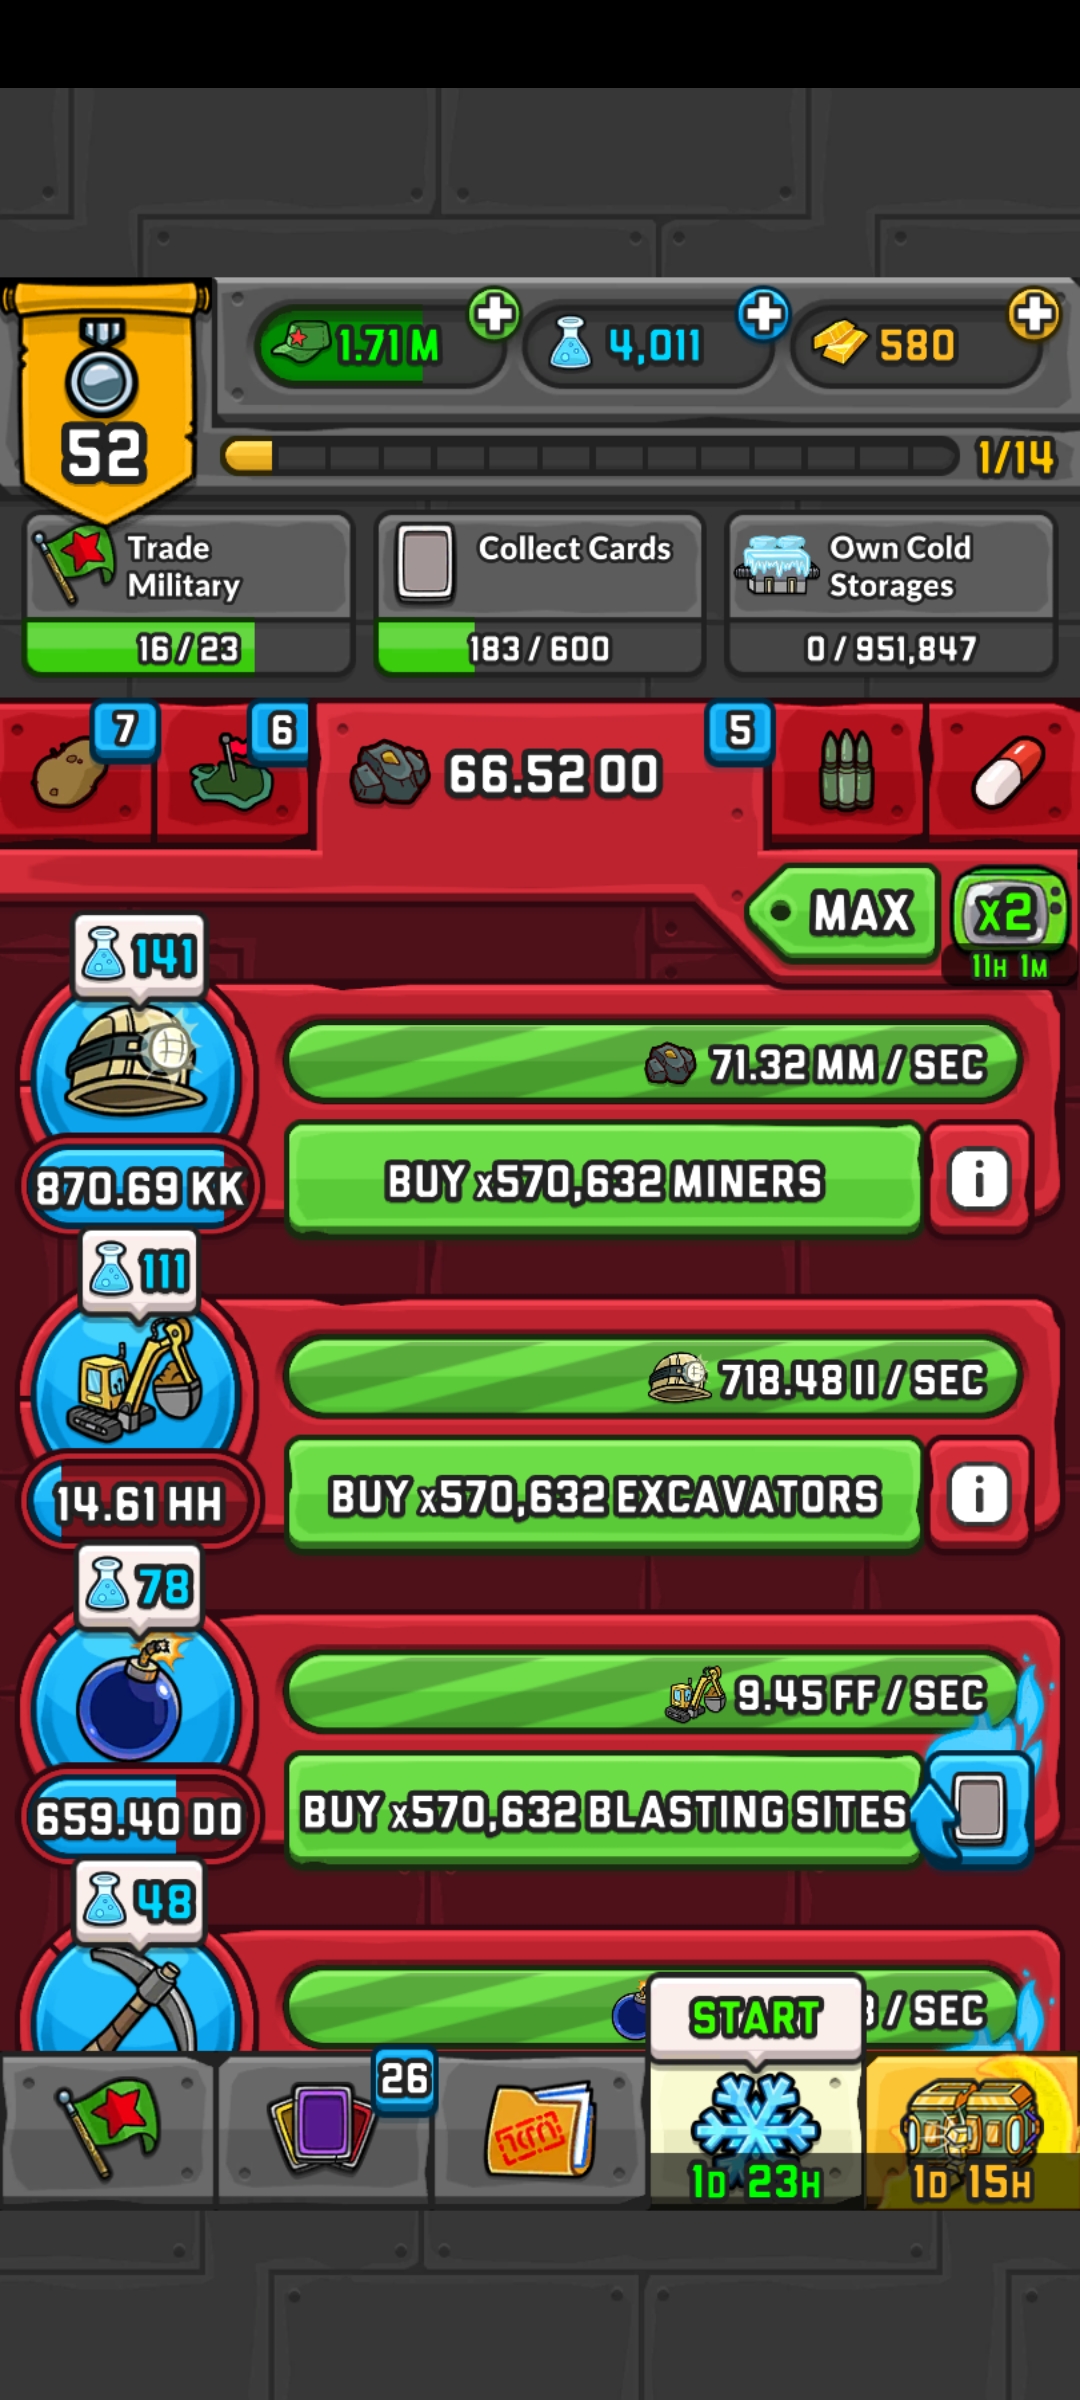 1.71 M
4,011
580
52
1/14
Trade
Military
Collect Cards
Own Cold
Storages
16 / 23
183 / 600
0 / 951,847
7
6
66.52 OO
5
MAX
x2
11H 1M
141
71.32 MM / SEC
870.69 KK
BUY x570,632 MINERS
i
111
718.48 II / SEC
14.61 HH
BUY x570,632 EXCAVATORS
i
78
9.45 FF / SEC
659.40 DD
BUY x570,632 BLASTING SITES
48
/ SEC
START
26
1D 23H
1D 15H